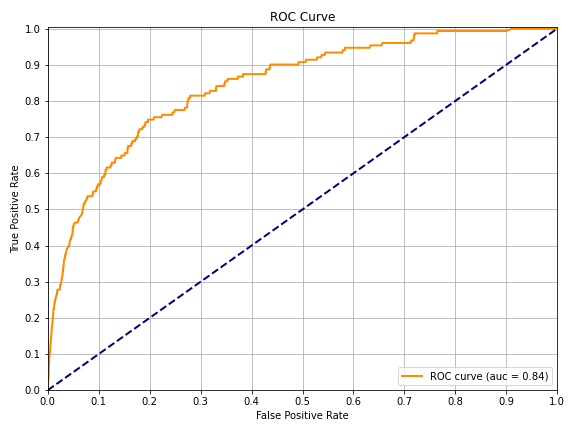 ROC Curve
True Positive Rate
1.0
0.9
0.8
0.7
0.6
0.5
0.4
0.3
0.2
0.1
0.0
ROC curve (auc = 0.84)
0.0 0.1 0.2 0.3 0.4 0.5 0.6 0.7 0.8 0.9 1.0
False Positive Rate